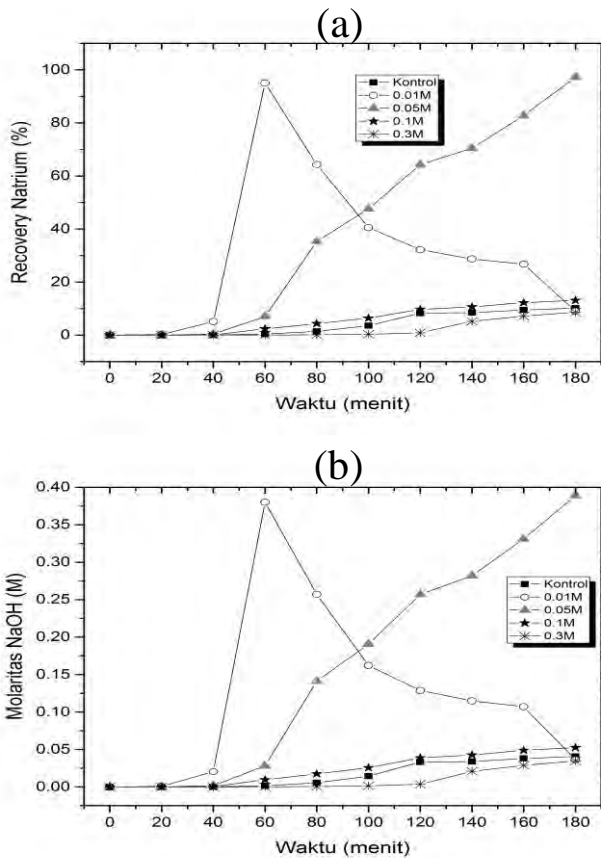 (a)
Recovery Natrium (%)
100
80
60
40
20
0
Kontrol
0.01M
0.05M
0.1M
0.3M
0 20 40 60 80 100 120 140 160 180
Waktu (menit)
(b)
Molaritas NaOH (M)
0.40
0.35
0.30
0.25
0.20
0.15
0.10
0.05
0.00
Kontrol
0.01M
0.05M
0.1M
0.3M
0 20 40 60 80 100 120 140 160 180
Waktu (menit)